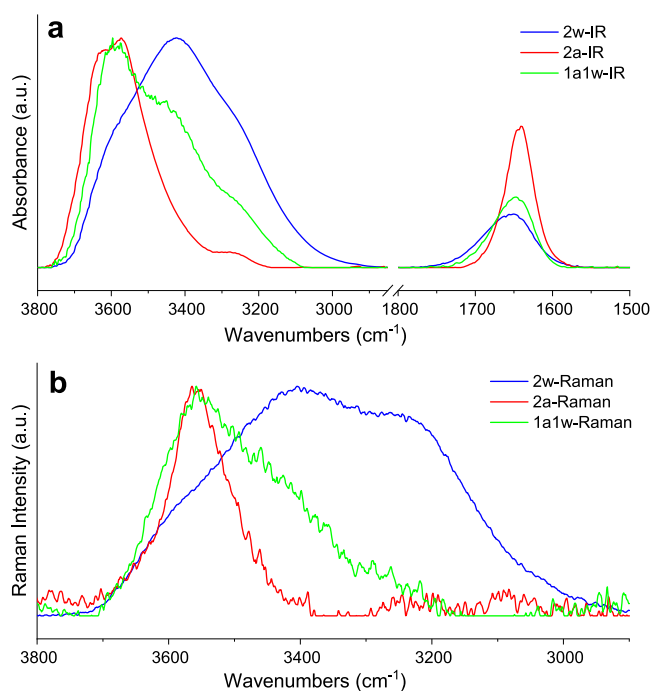 a
2w-IR
2a-IR
1a1w-IR
Absorbance (a.u.)
3800 3600 3400 3200 3000 1800 1700 1600 1500
Wavenumbers (cm⁻¹)
b
2w-Raman
2a-Raman
1a1w-Raman
Raman Intensity (a.u.)
3800 3600 3400 3200 3000
Wavenumbers (cm⁻¹)